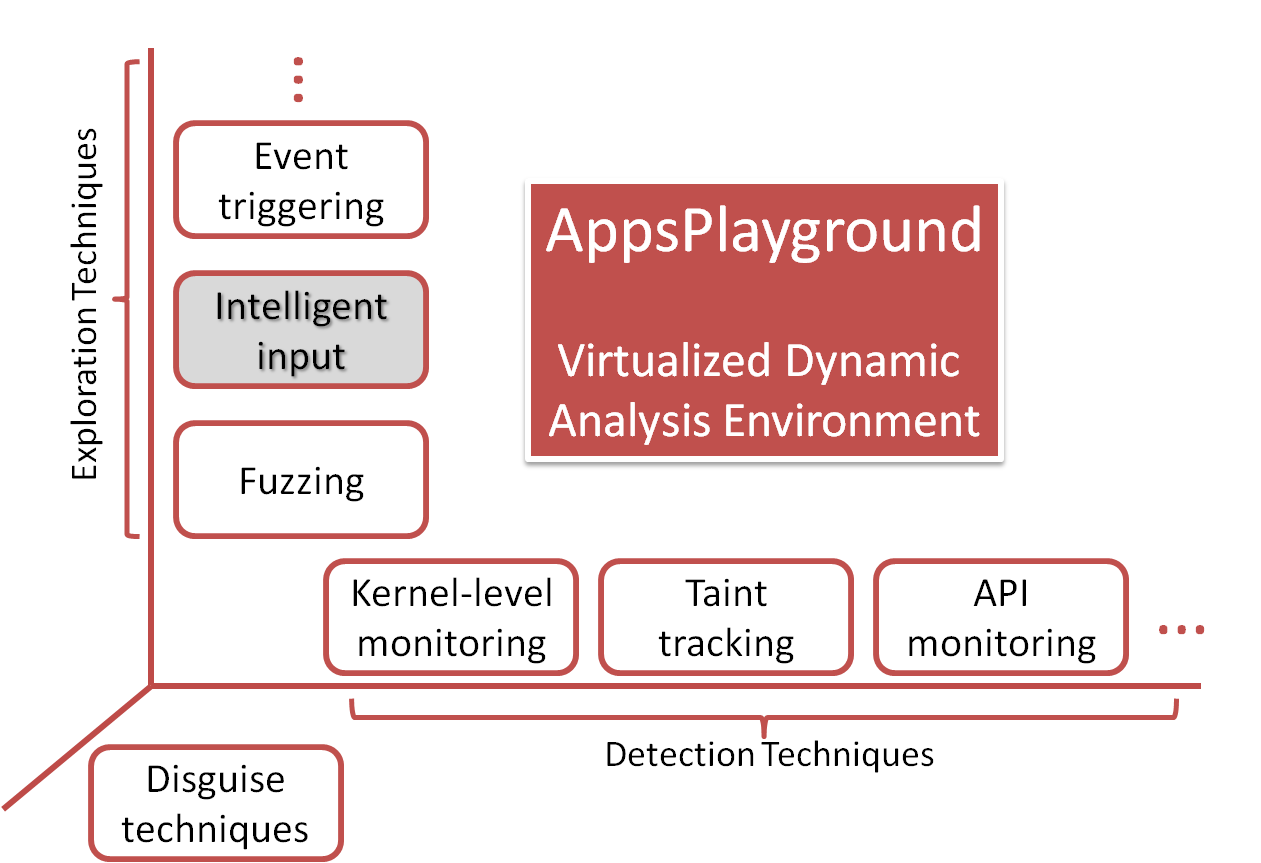 Exploration Techniques
Event
triggering
Intelligent
input
Fuzzing
AppsPlayground
Virtualized Dynamic
Analysis Environment
Kernel-level
monitoring
Taint
tracking
API
monitoring
Detection Techniques
Disguise
techniques